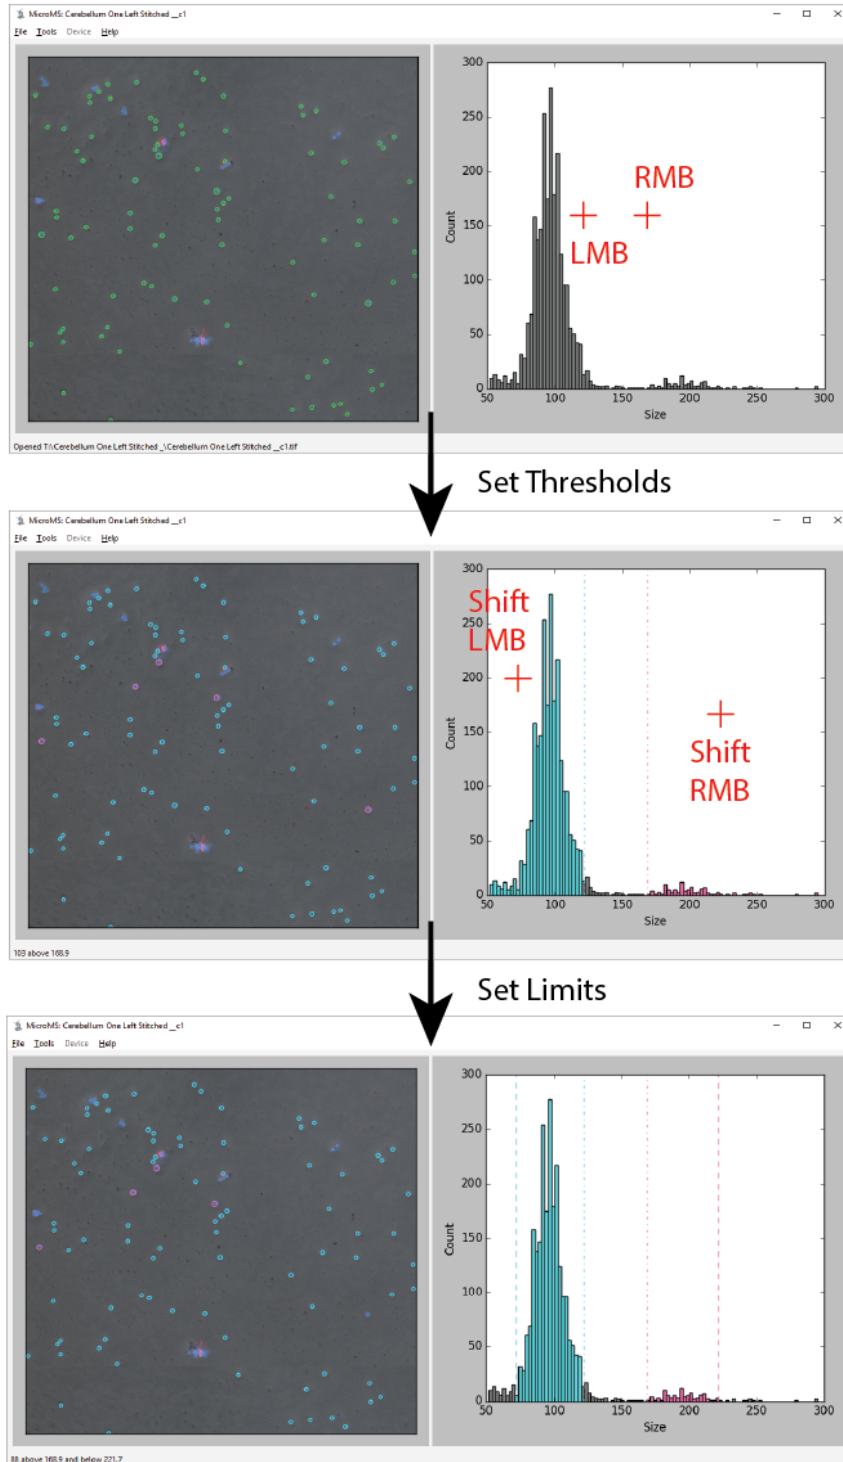 MicroMS: Cerebellum One Left Stitched __c1
File Tools Device Help
300
250
200
150
100
50
0
Count
RMB
LMB
50 100 150 200 250 300
Size
Opened T:\Cerebellum One Left Stitched _\Cerebellum One Left Stitched __c1.tif
Set Thresholds
MicroMS: Cerebellum One Left Stitched __c1
File Tools Device Help
300
250
200
150
100
50
0
Count
Shift
LMB
Shift
RMB
50 100 150 200 250 300
Size
103 above 168.9
Set Limits
MicroMS: Cerebellum One Left Stitched __c1
File Tools Device Help
300
250
200
150
100
50
0
Count
50 100 150 200 250 300
Size
88 above 168.9 and below 221.7